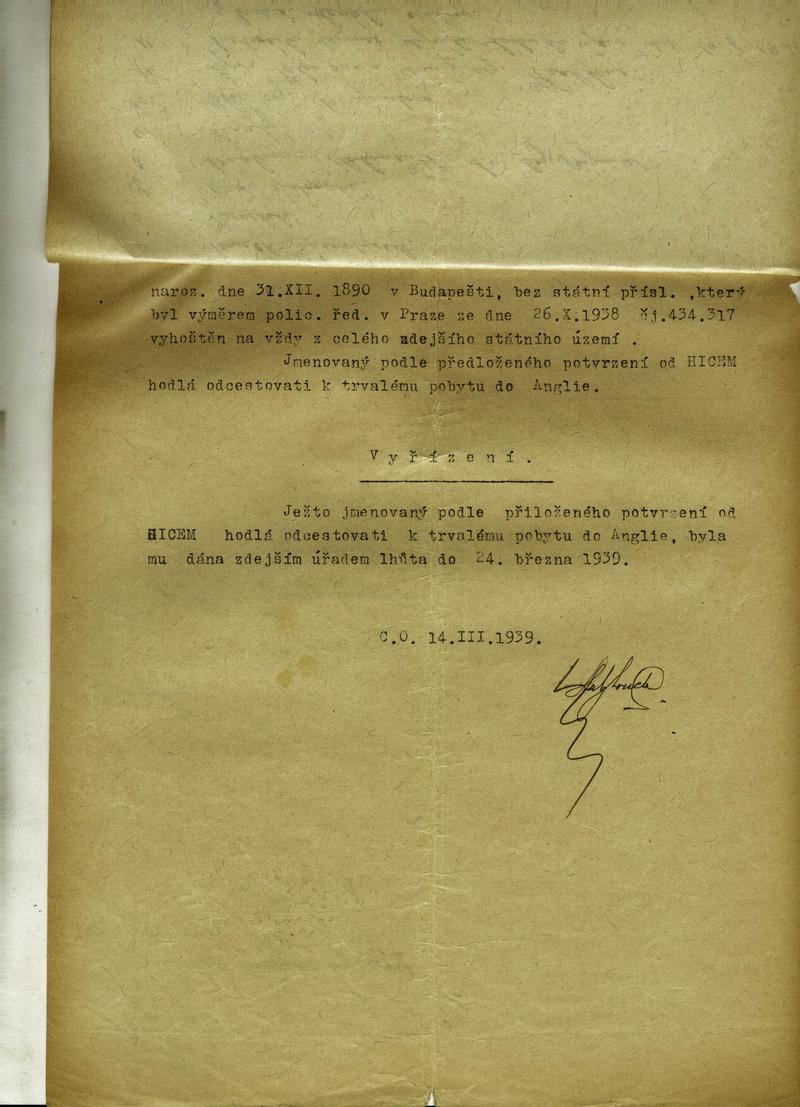 naroz. dne 31.XII. 1890 v Budapešti, bez státní přísl. ,který
byl výměrem polic. řed. v Praze ze dne 26.X.1938 čj.434.317
vyhoštěn na vždy z celého zdejšího státního území .
Jmenovaný podle předloženého potvrzení od HICEM
hodlá odcestovati k trvalému pobytu do Anglie.
V y ř í z e n í .
Ježto jmenovaný podle přiloženého potvrzení od
HICEM hodlá odcestovati k trvalému pobytu do Anglie, byla
mu dána zdejším úřadem lhůta do 24. března 1939.
C.O. 14.III.1939.